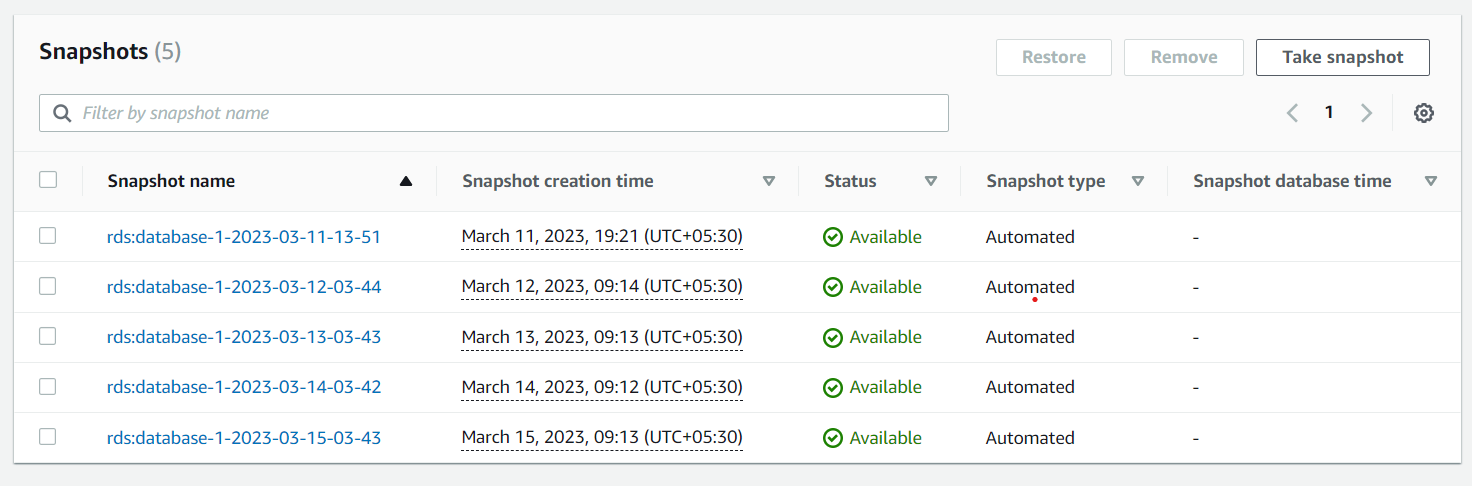 Snapshots (5)
Restore Remove Take snapshot
Filter by snapshot name
1
Snapshot name Snapshot creation time Status Snapshot type Snapshot database time
rds:database-1-2023-03-11-13-51 March 11, 2023, 19:21 (UTC+05:30) Available Automated -
rds:database-1-2023-03-12-03-44 March 12, 2023, 09:14 (UTC+05:30) Available Automated -
rds:database-1-2023-03-13-03-43 March 13, 2023, 09:13 (UTC+05:30) Available Automated -
rds:database-1-2023-03-14-03-42 March 14, 2023, 09:12 (UTC+05:30) Available Automated -
rds:database-1-2023-03-15-03-43 March 15, 2023, 09:13 (UTC+05:30) Available Automated -